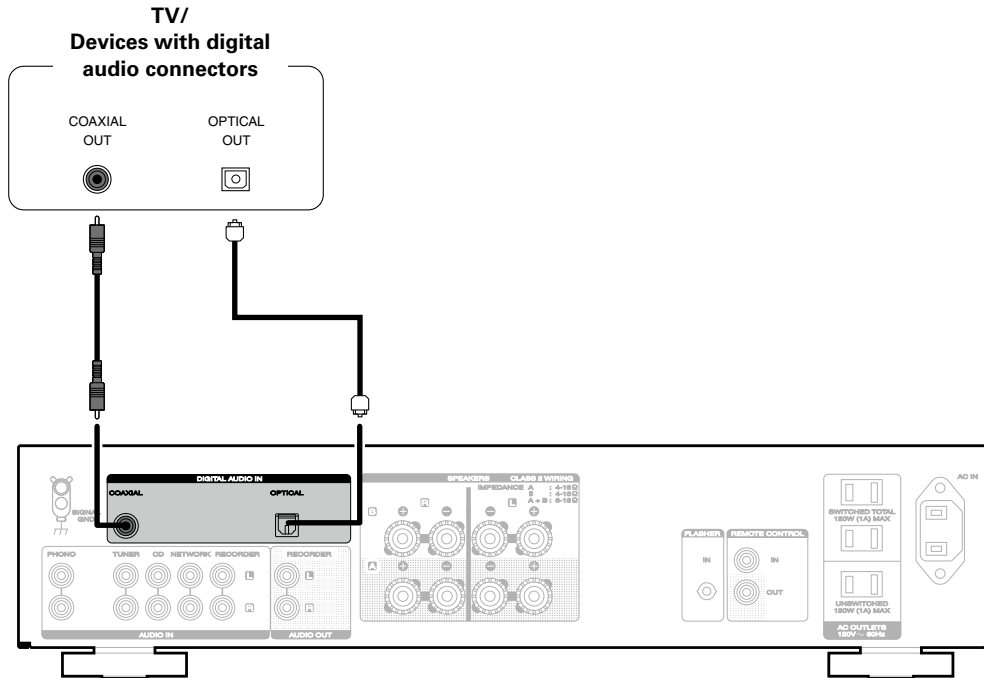 TV/
Devices with digital
audio connectors
COAXIAL
OUT
OPTICAL
OUT
DIGITAL AUDIO IN
COAXIAL
OPTICAL
SIGNAL
GND
PHONO
TUNER
CD
NETWORK
RECORDER
L
R
AUDIO IN
RECORDER
L
R
AUDIO OUT
SPEAKERS
CLASS 2 WIRING
IMPEDANCE A : 4-16Ω
B : 4-16Ω
A + B : 8-16Ω
R
L
B
+
−
−
+
A
+
−
−
+
FLASHER
IN
REMOTE CONTROL
IN
OUT
SWITCHED TOTAL
120W (1A) MAX
UNSWITCHED
120W (1A) MAX
AC OUTLETS
120V ~ 60Hz
AC IN